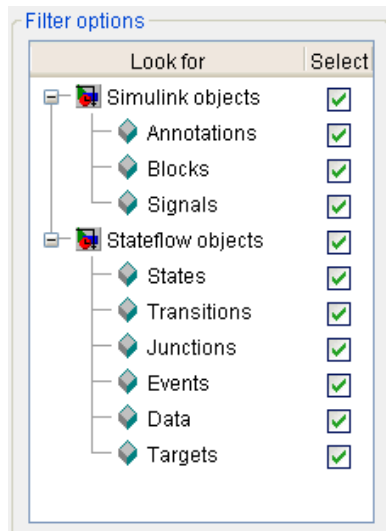 Filter options
Look for Select
Simulink objects
Annotations
Blocks
Signals
Stateflow objects
States
Transitions
Junctions
Events
Data
Targets